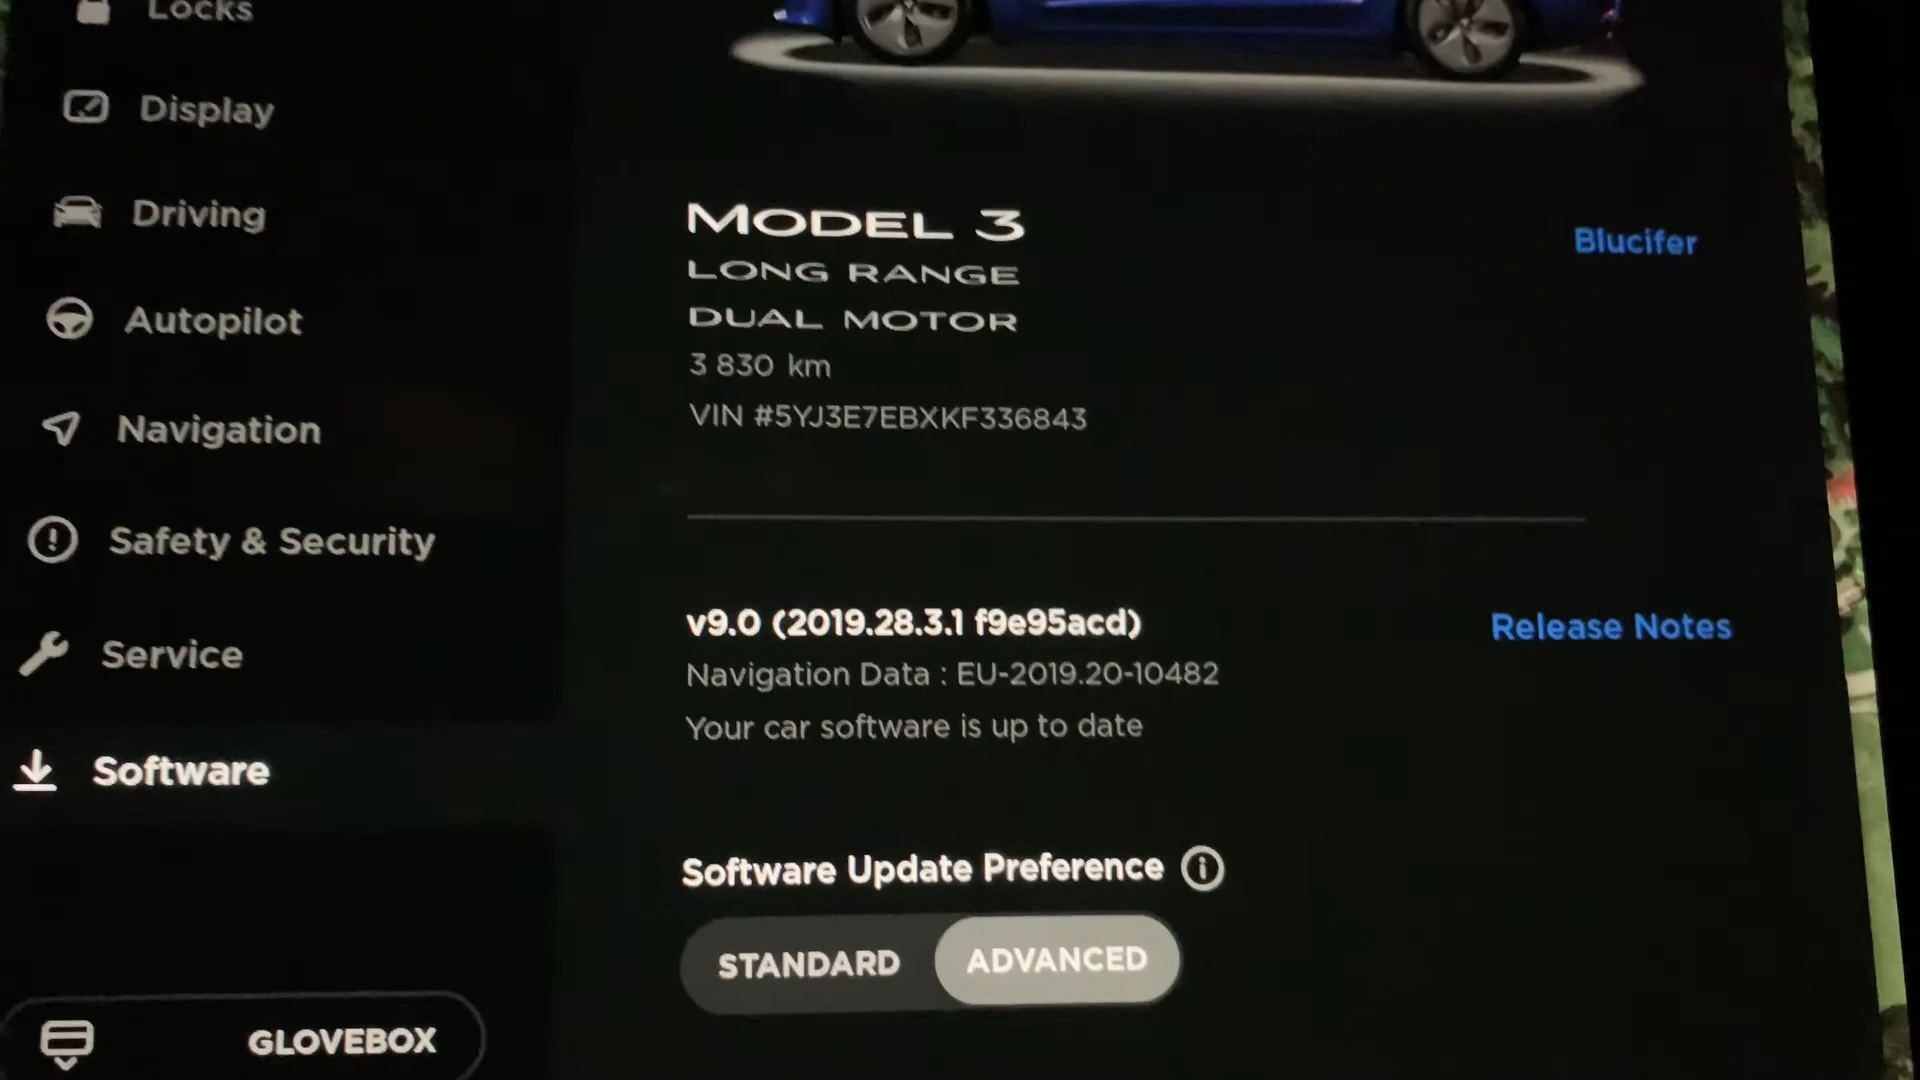 Locks
Display
Driving
Autopilot
Navigation
Safety & Security
Service
Software
GLOVEBOX
MODEL 3
LONG RANGE
DUAL MOTOR
3 830 km
VIN #5YJ3E7EBXKF336843
Blucifer
v9.0 (2019.28.3.1 f9e95acd)
Release Notes
Navigation Data : EU-2019.20-10482
Your car software is up to date
Software Update Preference
STANDARD
ADVANCED